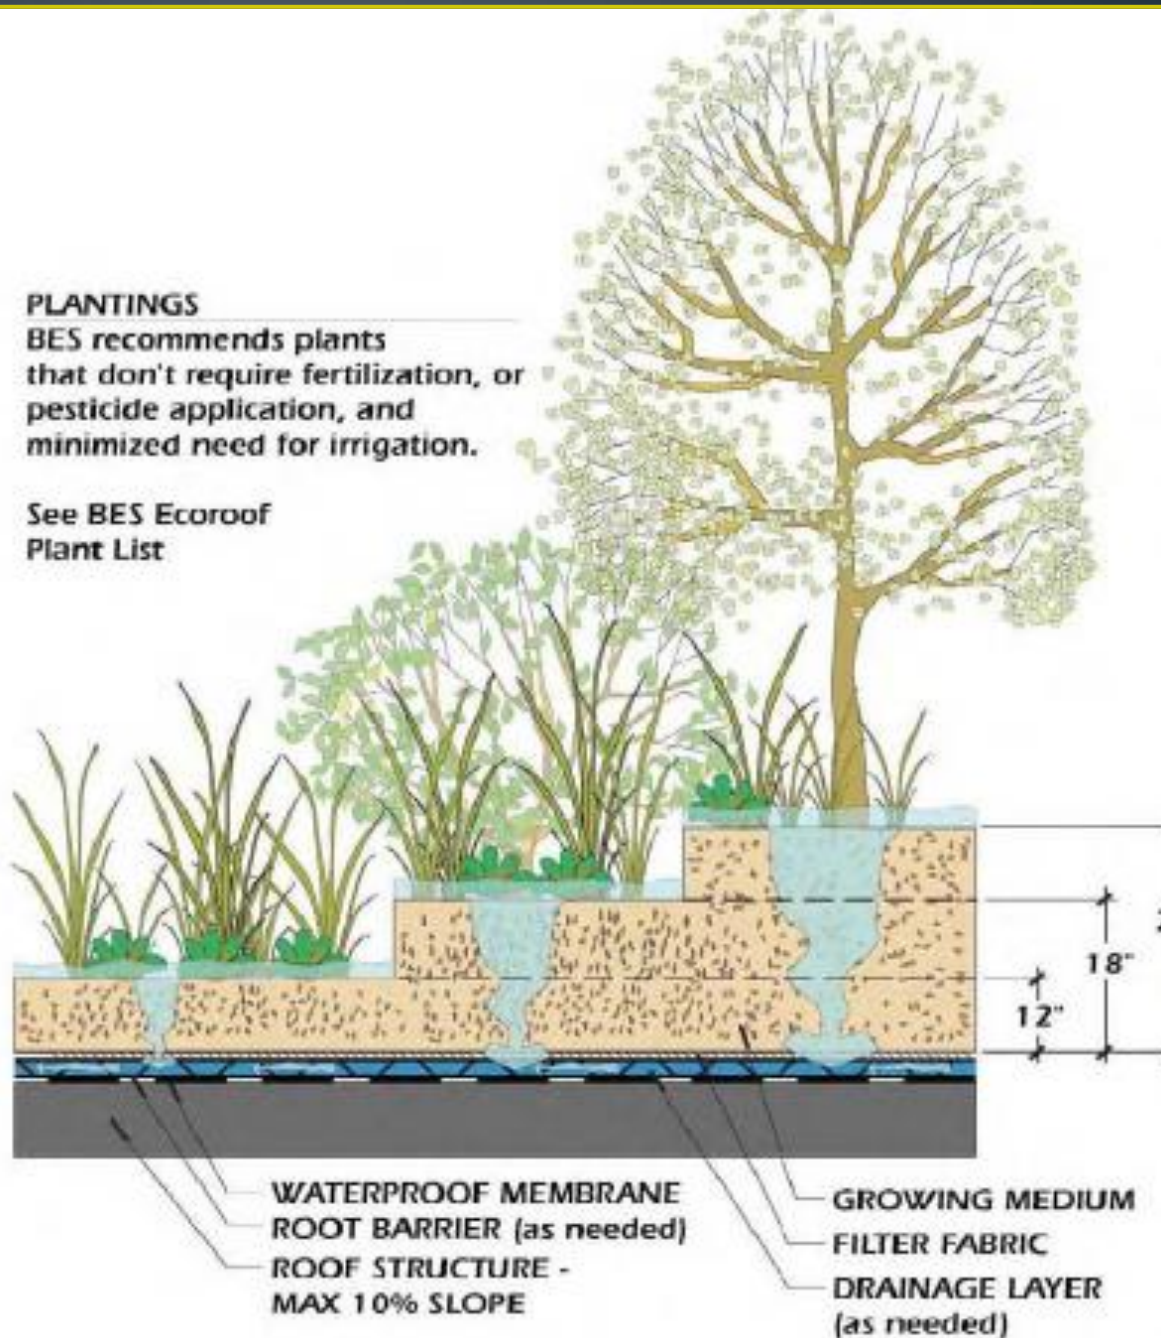 PLANTINGS
BES recommends plants
that don't require fertilization, or
pesticide application, and
minimized need for irrigation.
See BES Ecoroof
Plant List
18"
12"
WATERPROOF MEMBRANE
ROOT BARRIER (as needed)
ROOF STRUCTURE -
MAX 10% SLOPE
GROWING MEDIUM
FILTER FABRIC
DRAINAGE LAYER
(as needed)